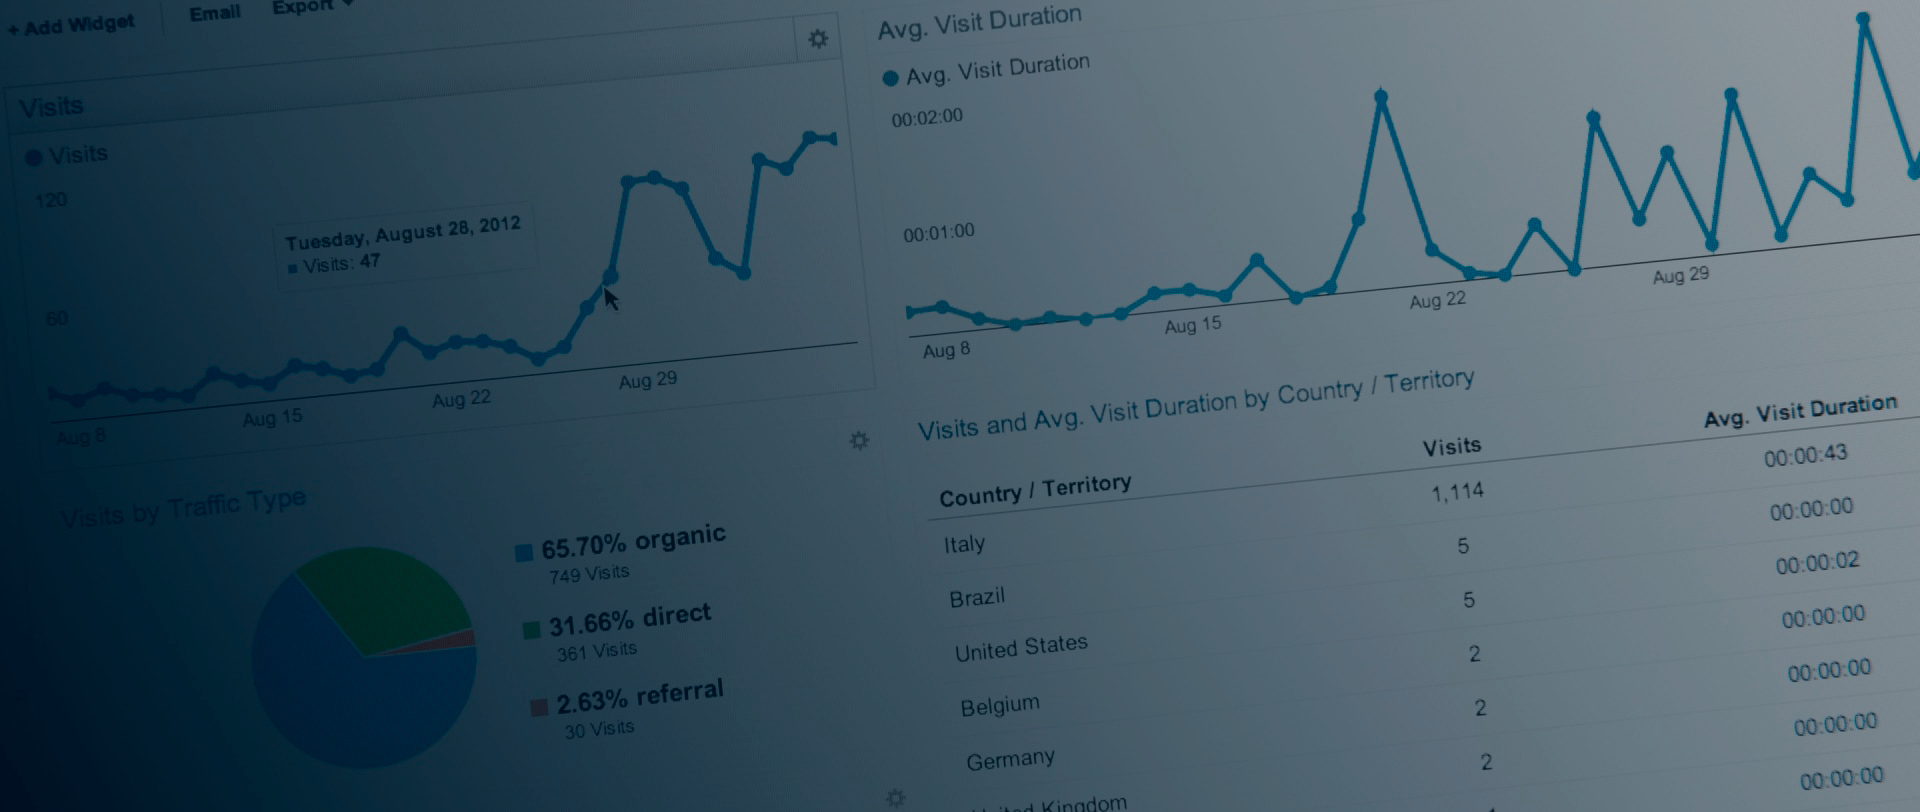 + Add Widget
Email
Export
Visits
Visits
120
60
Tuesday, August 28, 2012
Visits: 47
Aug 8
Aug 15
Aug 22
Aug 29
Avg. Visit Duration
Avg. Visit Duration
00:02:00
00:01:00
Aug 8
Aug 15
Aug 22
Aug 29
Visits by Traffic Type
65.70% organic
749 Visits
31.66% direct
361 Visits
2.63% referral
30 Visits
Visits and Avg. Visit Duration by Country / Territory
Country / Territory Visits Avg. Visit Duration
Italy 1,114 00:00:43
Brazil 5 00:00:00
United States 5 00:00:02
Belgium 2 00:00:00
Germany 2 00:00:00
United Kingdom 2 00:00:00
00:00:00